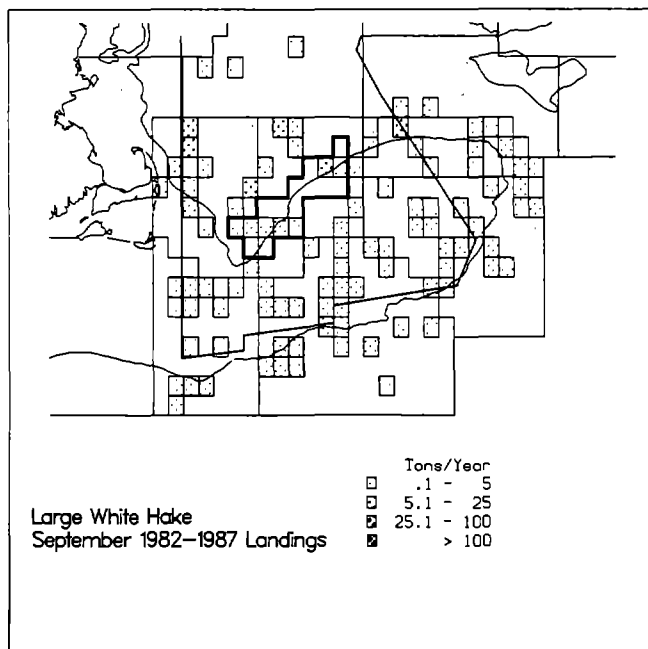 Tons/Year
.1 - 5
5.1 - 25
25.1 - 100
> 100
Large White Hake
September 1982-1987 Landings